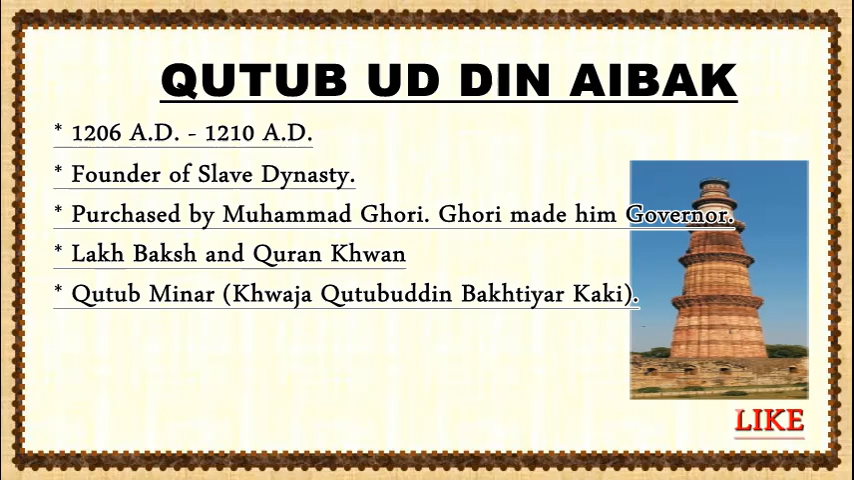 QUTUB UD DIN AIBAK
* 1206 A.D. - 1210 A.D.
* Founder of Slave Dynasty.
* Purchased by Muhammad Ghori. Ghori made him Governor.
* Lakh Baksh and Quran Khwan
* Qutub Minar (Khwaja Qutubuddin Bakhtiyar Kaki).
LIKE